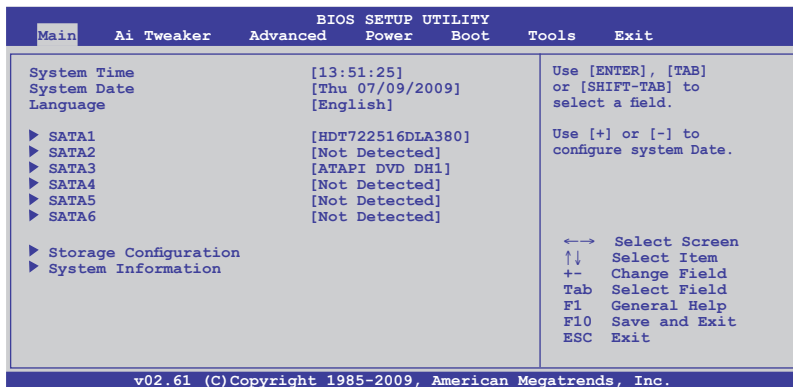 BIOS SETUP UTILITY
Main Ai Tweaker Advanced Power Boot Tools Exit
System Time [13:51:25]
System Date [Thu 07/09/2009]
Language [English]
▶ SATA1 [HDT722516DLA380]
▶ SATA2 [Not Detected]
▶ SATA3 [ATAPI DVD DH1]
▶ SATA4 [Not Detected]
▶ SATA5 [Not Detected]
▶ SATA6 [Not Detected]
▶ Storage Configuration
▶ System Information
Use [ENTER], [TAB]
or [SHIFT-TAB] to
select a field.
Use [+] or [-] to
configure system Date.
←→ Select Screen
↑↓ Select Item
+- Change Field
Tab Select Field
F1 General Help
F10 Save and Exit
ESC Exit
v02.61 (C)Copyright 1985-2009, American Megatrends, Inc.